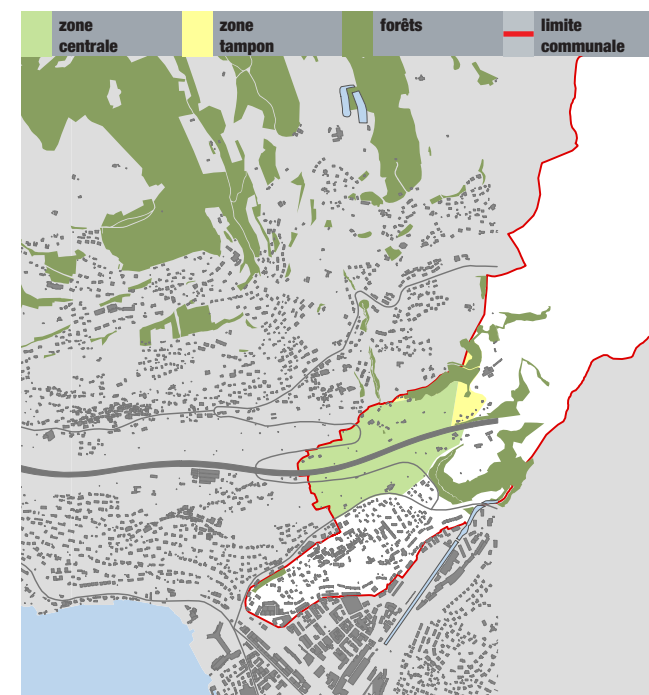 zone
centrale
zone
tampon
forêts
limite
communale